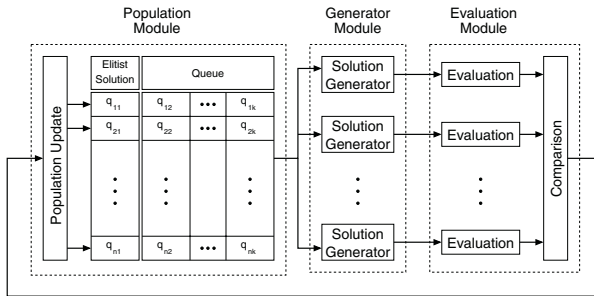 Population
Module
Generator
Module
Evaluation
Module
Elitist
Solution
Queue
Population Update
q11 q12 ••• q1k
q21 q22 ••• q2k
qn1 qn2 ••• qnk
Solution
Generator
Solution
Generator
Solution
Generator
Evaluation
Evaluation
Evaluation
Comparison